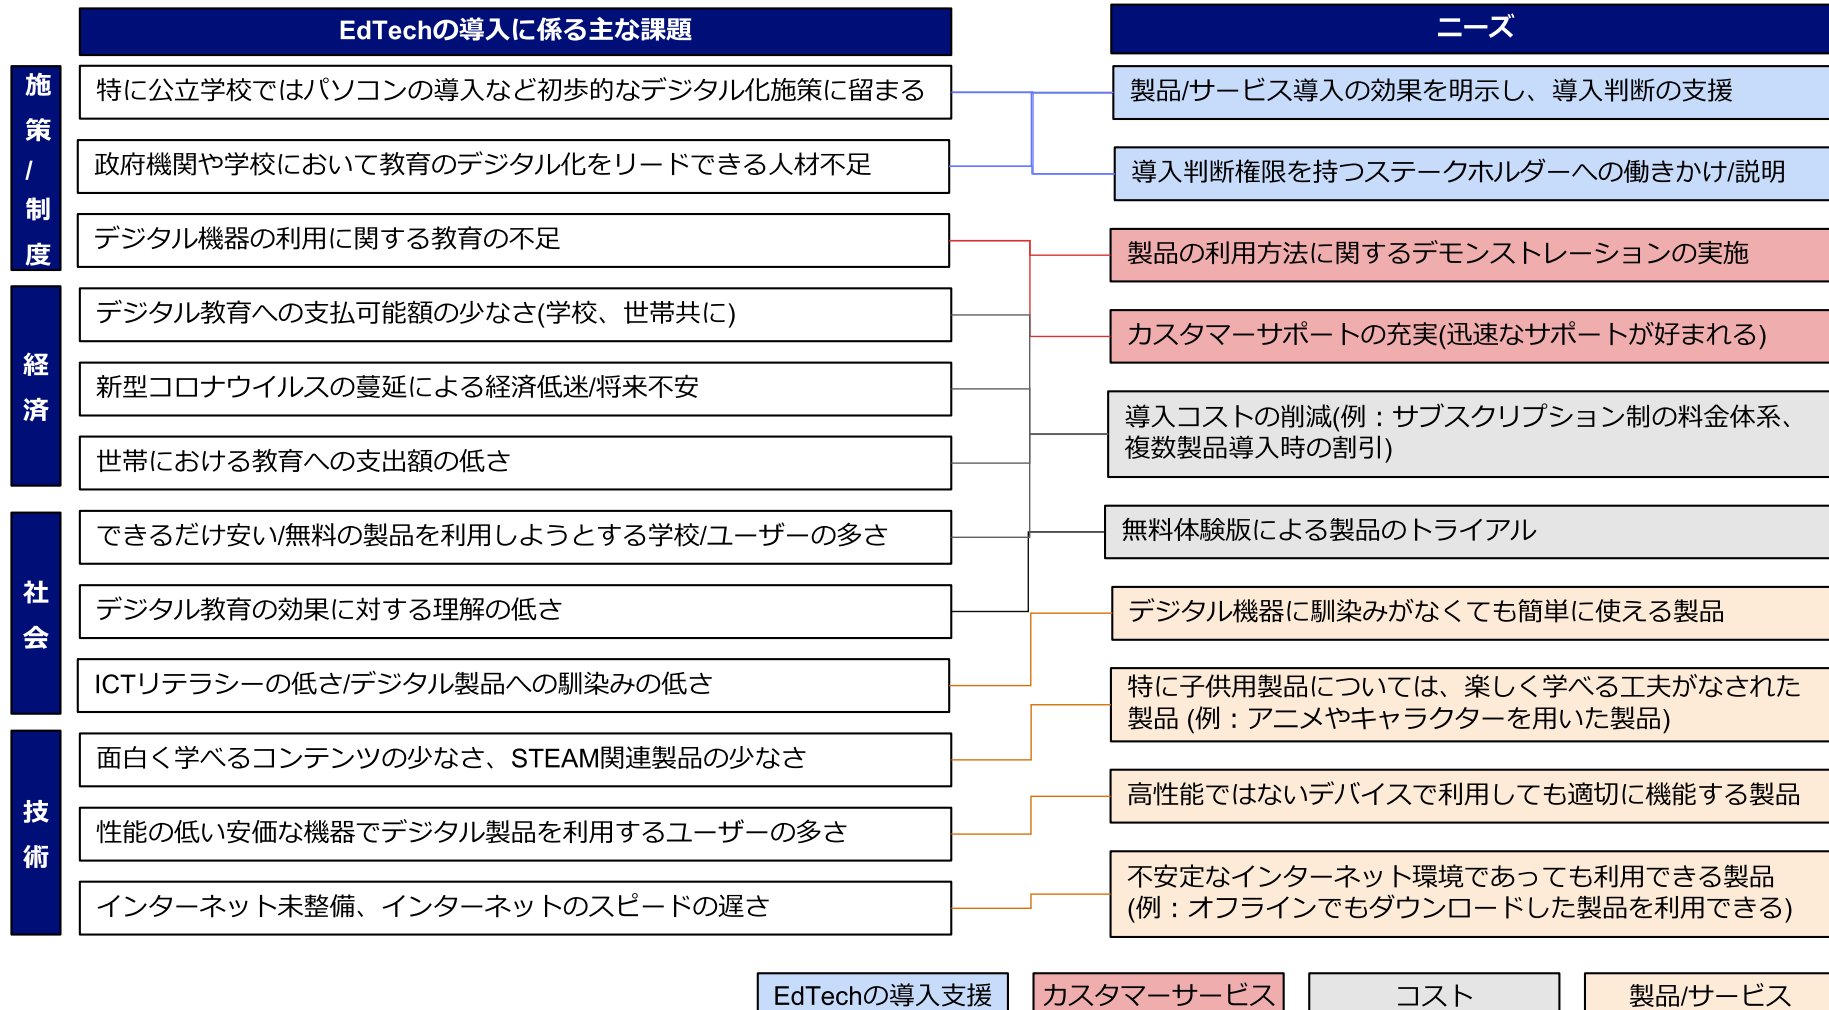 EdTechの導入に係る主な課題
ニーズ
施策/制度
特に公立学校ではパソコンの導入など初歩的なデジタル化施策に留まる
政府機関や学校において教育のデジタル化をリードできる人材不足
デジタル機器の利用に関する教育の不足
経済
デジタル教育への支払可能額の少なさ(学校、世帯共に)
新型コロナウイルスの蔓延による経済低迷/将来不安
世帯における教育への支出額の低さ
社会
できるだけ安い/無料の製品を利用しようとする学校/ユーザーの多さ
デジタル教育の効果に対する理解の低さ
ICTリテラシーの低さ/デジタル製品への馴染みの低さ
技術
面白く学べるコンテンツの少なさ、STEAM関連製品の少なさ
性能の低い安価な機器でデジタル製品を利用するユーザーの多さ
インターネット未整備、インターネットのスピードの遅さ
製品/サービス導入の効果を明示し、導入判断の支援
導入判断権限を持つステークホルダーへの働きかけ/説明
製品の利用方法に関するデモンストレーションの実施
カスタマーサポートの充実(迅速なサポートが好まれる)
導入コストの削減(例：サブスクリプション制の料金体系、
複数製品導入時の割引)
無料体験版による製品のトライアル
デジタル機器に馴染みがなくても簡単に使える製品
特に子供用製品については、楽しく学べる工夫がなされた
製品 (例：アニメやキャラクターを用いた製品)
高性能ではないデバイスで利用しても適切に機能する製品
不安定なインターネット環境であっても利用できる製品
(例：オフラインでもダウンロードした製品を利用できる)
EdTechの導入支援
カスタマーサービス
コスト
製品/サービス